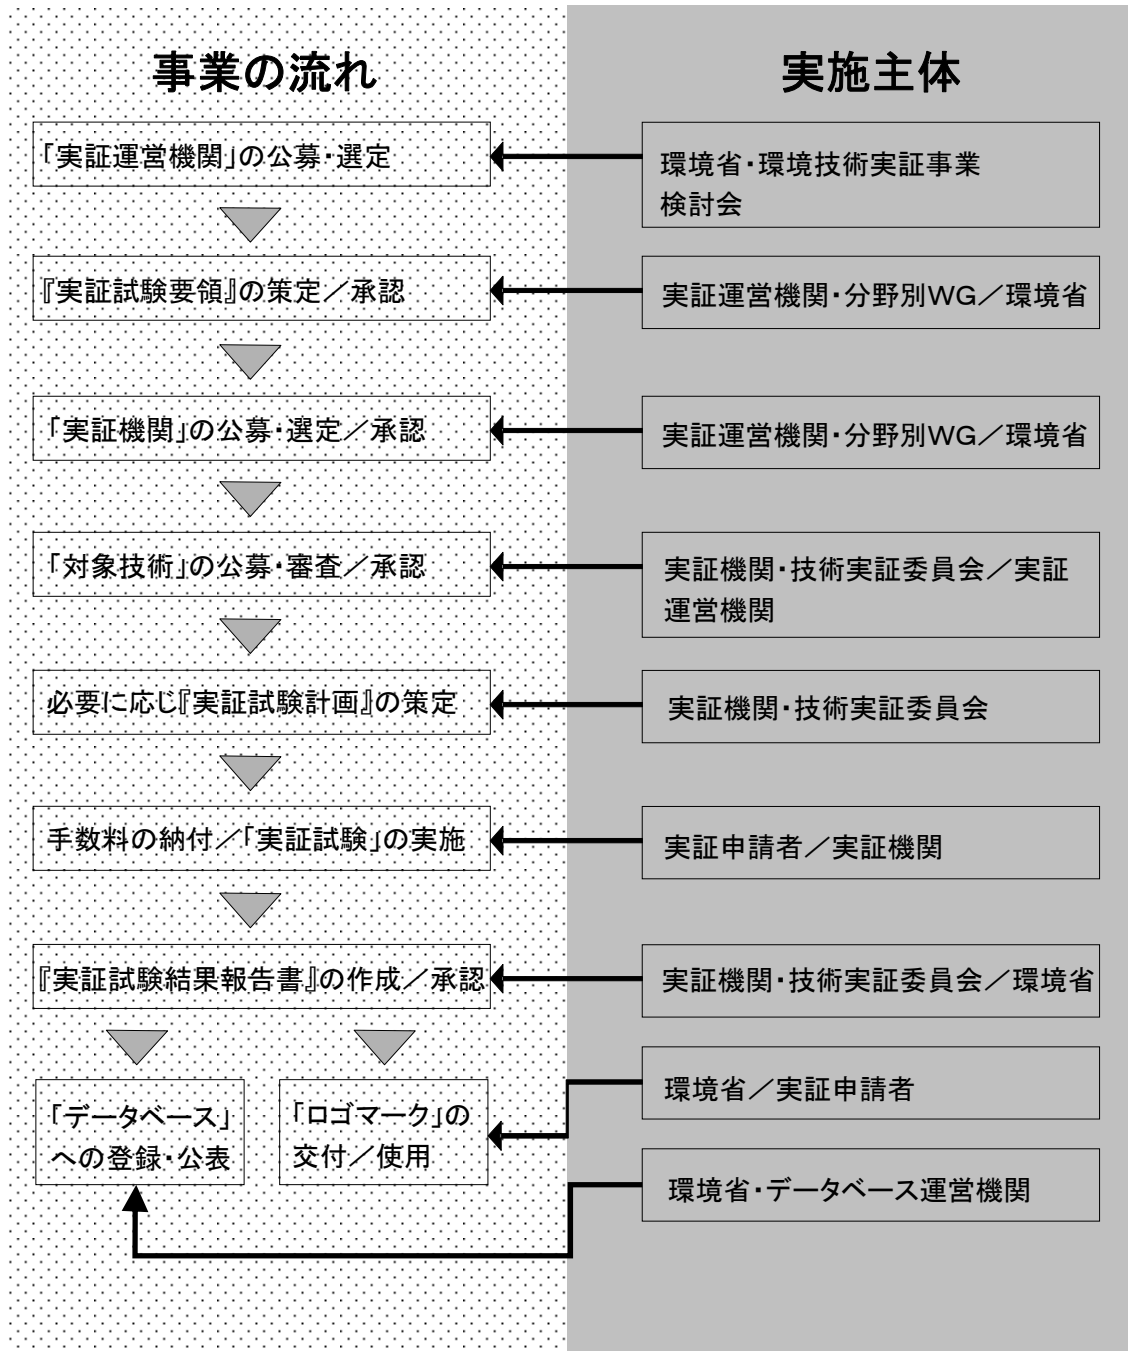 事業の流れ
実施主体
「実証運営機関」の公募・選定
環境省・環境技術実証事業
検討会
『実証試験要領』の策定／承認
実証運営機関・分野別WG／環境省
「実証機関」の公募・選定／承認
実証運営機関・分野別WG／環境省
「対象技術」の公募・審査／承認
実証機関・技術実証委員会／実証
運営機関
必要に応じ『実証試験計画』の策定
実証機関・技術実証委員会
手数料の納付／「実証試験」の実施
実証申請者／実証機関
『実証試験結果報告書』の作成／承認
実証機関・技術実証委員会／環境省
「データベース」
への登録・公表
「ロゴマーク」の
交付／使用
環境省／実証申請者
環境省・データベース運営機関